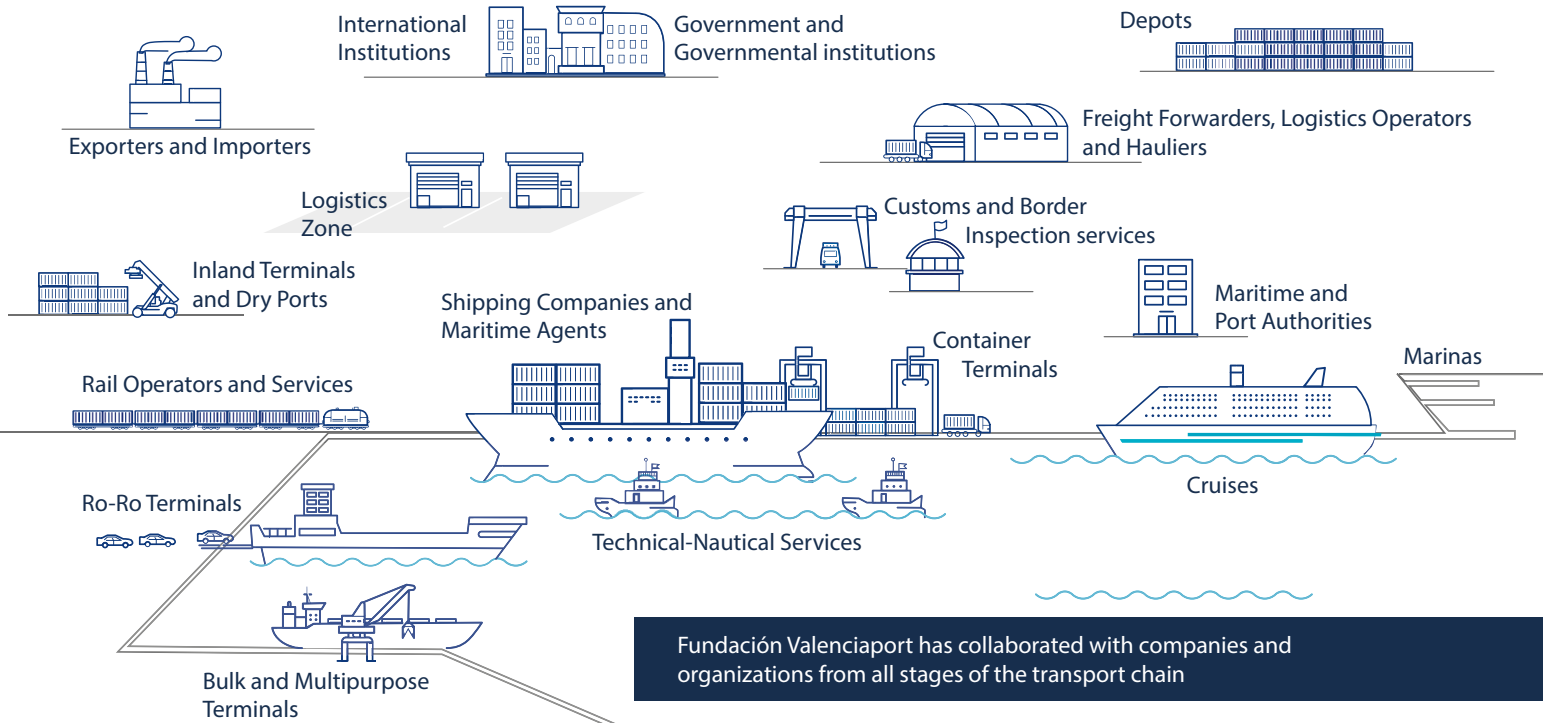 International
Institutions
Government and
Governmental institutions
Depots
Exporters and Importers
Freight Forwarders, Logistics Operators
and Hauliers
Logistics
Zone
Customs and Border
Inspection services
Inland Terminals
and Dry Ports
Shipping Companies and
Maritime Agents
Maritime and
Port Authorities
Container
Terminals
Marinas
Rail Operators and Services
Cruises
Ro-Ro Terminals
Technical-Nautical Services
Bulk and Multipurpose
Terminals
Fundación Valenciaport has collaborated with companies and
organizations from all stages of the transport chain